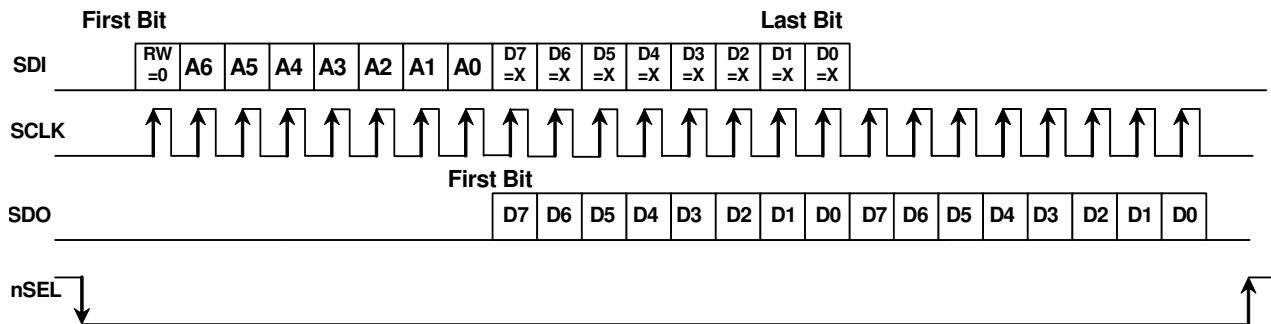 First Bit Last Bit
SDI RW =0 A6 A5 A4 A3 A2 A1 A0 D7 =X D6 =X D5 =X D4 =X D3 =X D2 =X D1 =X D0 =X
SCLK
First Bit
SDO D7 D6 D5 D4 D3 D2 D1 D0 D7 D6 D5 D4 D3 D2 D1 D0
nSEL